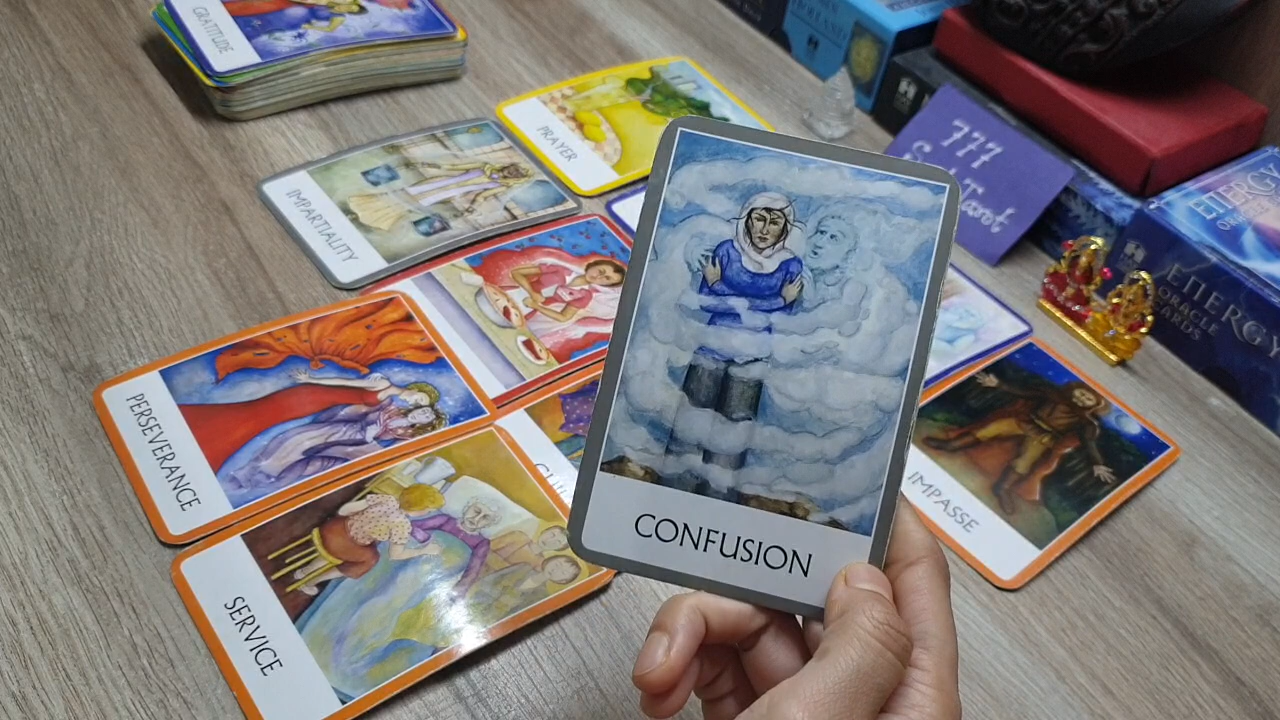 GRATITUDE
PRAYER
IMPARTIALITY
777
Tarot
PERSEVERANCE
SERVICE
CONFUSION
IMPASSE
ENERGY
ENERGY
ORACLE
CARDS